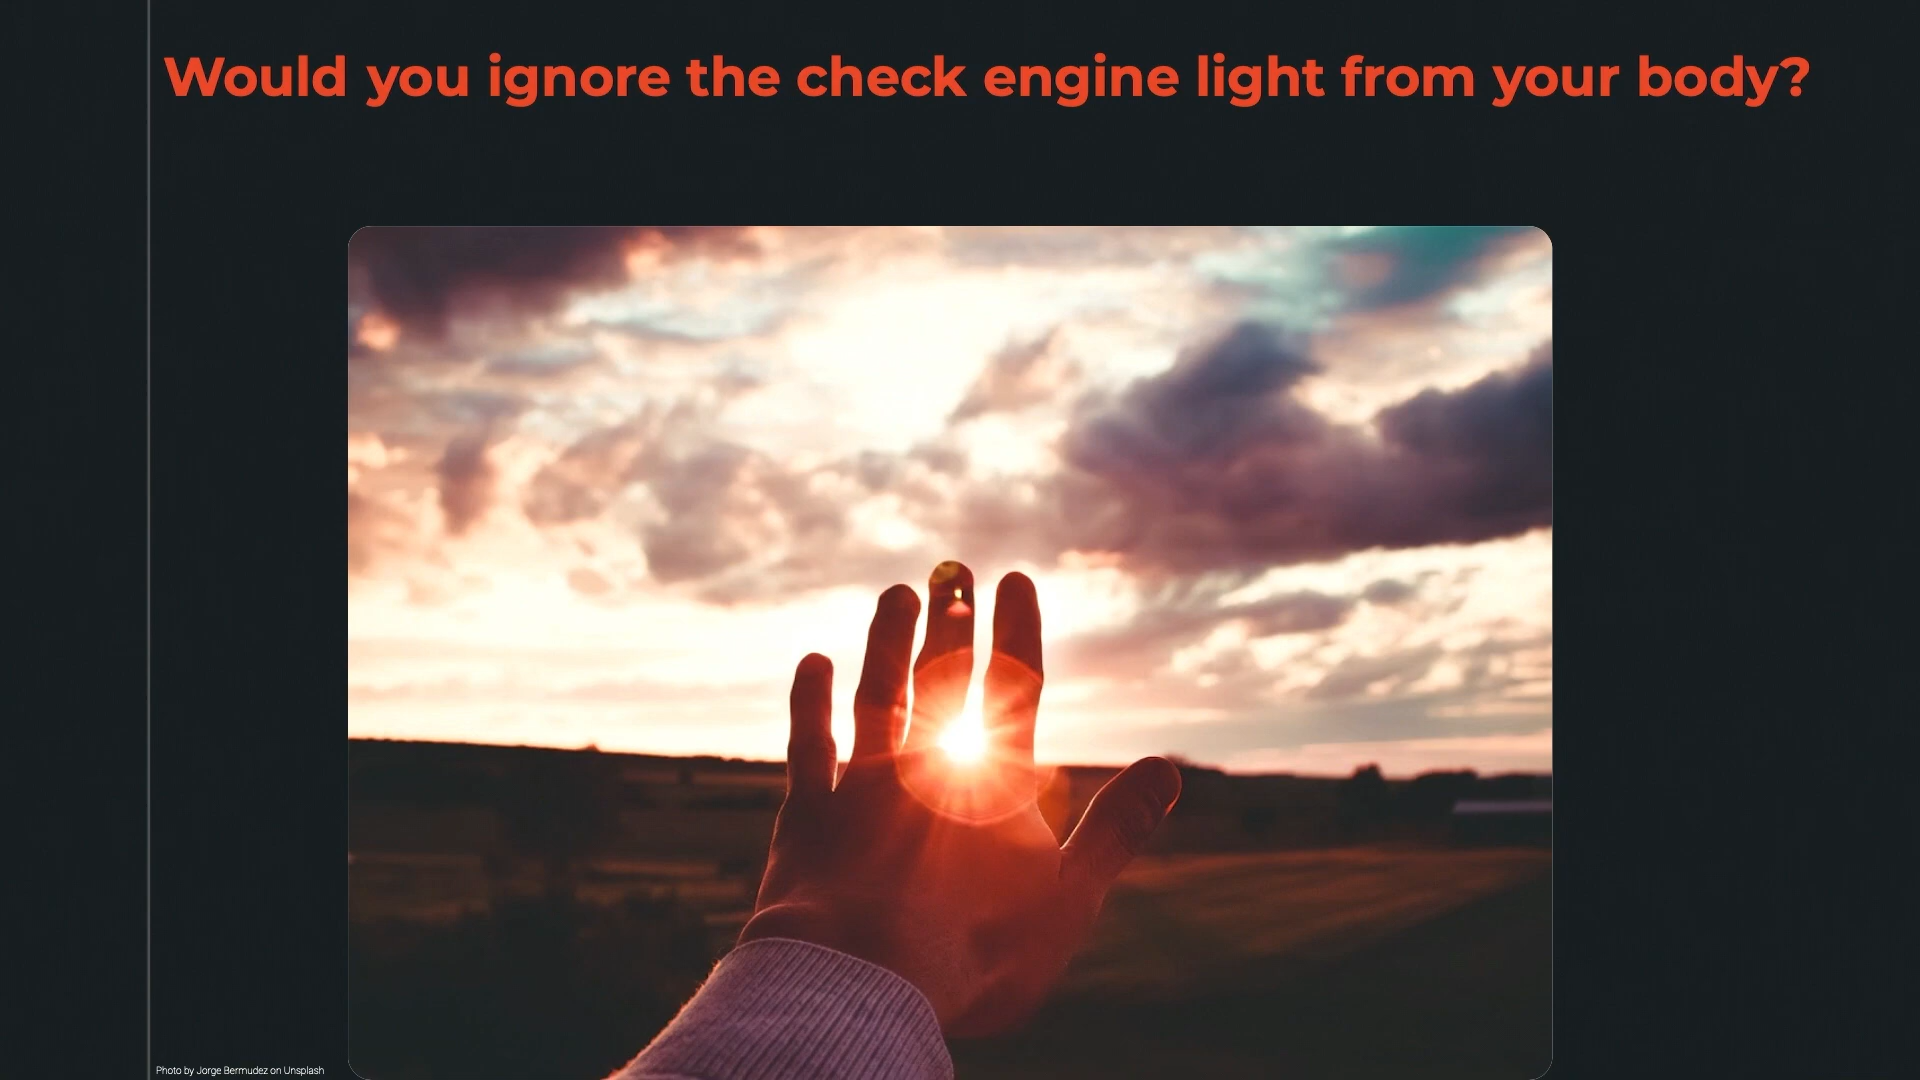 Would you ignore the check engine light from your body?
Photo by Jorge Bermudez on Unsplash